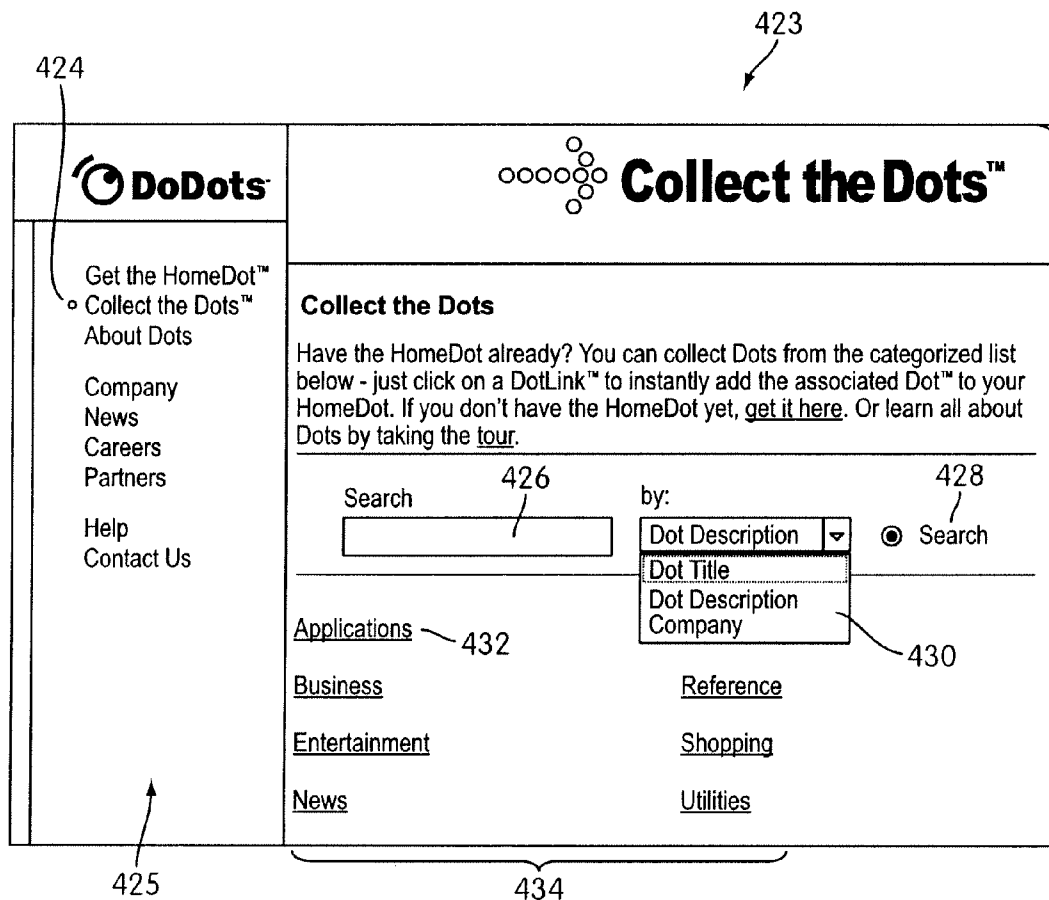 423
424
DoDots
Collect the Dots™
Get the HomeDot™
Collect the Dots™
About Dots
Company
News
Careers
Partners
Help
Contact Us
Collect the Dots
Have the HomeDot already? You can collect Dots from the categorized list
below - just click on a DotLink™ to instantly add the associated Dot™ to your
HomeDot. If you don't have the HomeDot yet, get it here. Or learn all about
Dots by taking the tour.
Search
426
by:
428
Dot Description
Search
Dot Title
Dot Description
Company
430
Applications
432
Business
Reference
Entertainment
Shopping
News
Utilities
425
434